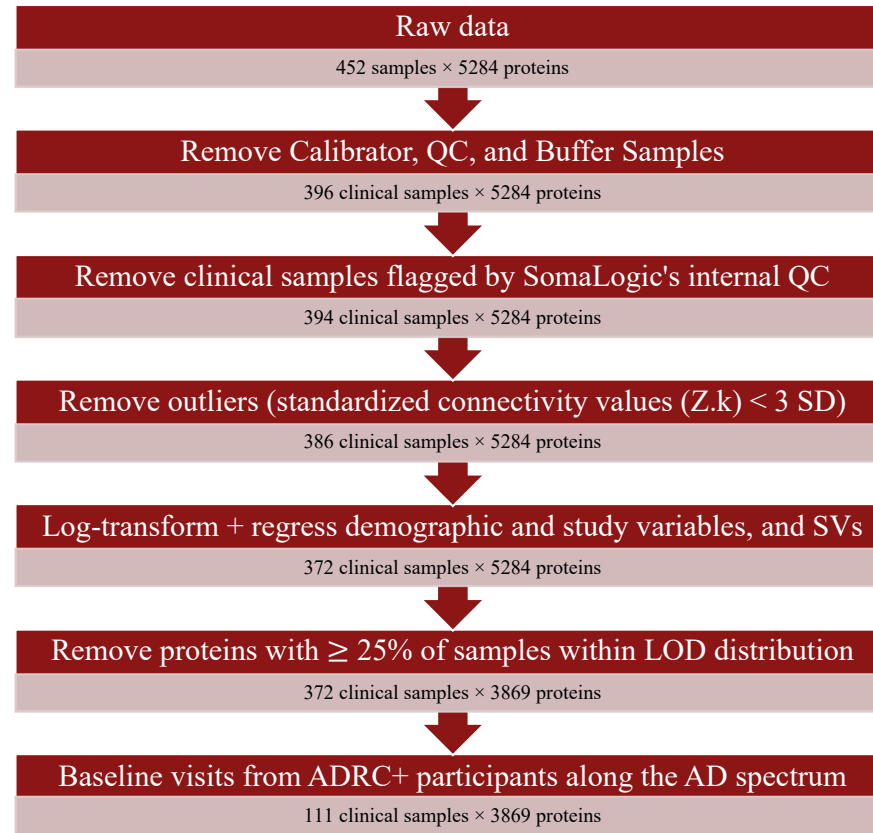 Raw data
452 samples × 5284 proteins
Remove Calibrator, QC, and Buffer Samples
396 clinical samples × 5284 proteins
Remove clinical samples flagged by SomaLogic's internal QC
394 clinical samples × 5284 proteins
Remove outliers (standardized connectivity values (Z.k) < 3 SD)
386 clinical samples × 5284 proteins
Log-transform + regress demographic and study variables, and SVs
372 clinical samples × 5284 proteins
Remove proteins with ≥ 25% of samples within LOD distribution
372 clinical samples × 3869 proteins
Baseline visits from ADRC+ participants along the AD spectrum
111 clinical samples × 3869 proteins